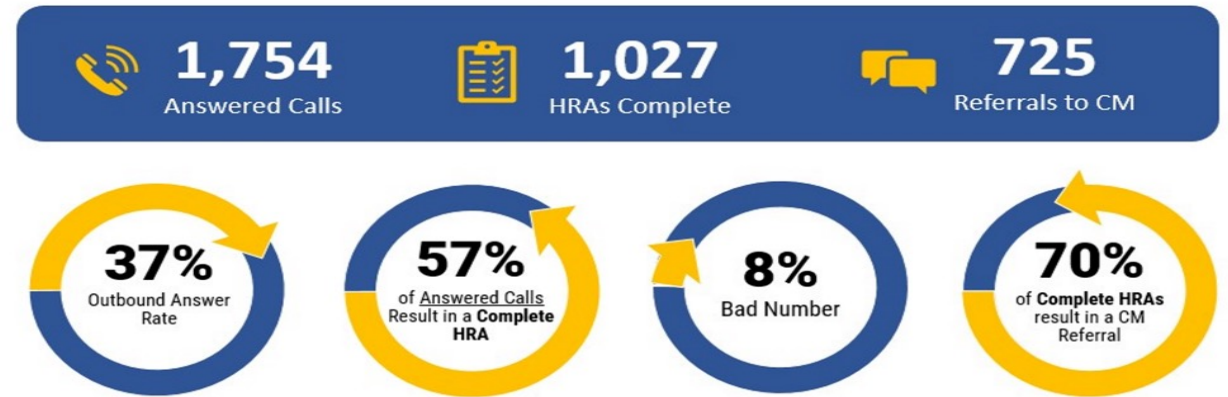 1,754
Answered Calls
1,027
HRAs Complete
725
Referrals to CM
37%
Outbound Answer
Rate
57%
of Answered Calls
Result in a Complete
HRA
8%
Bad Number
70%
of Complete HRAs
result in a CM
Referral